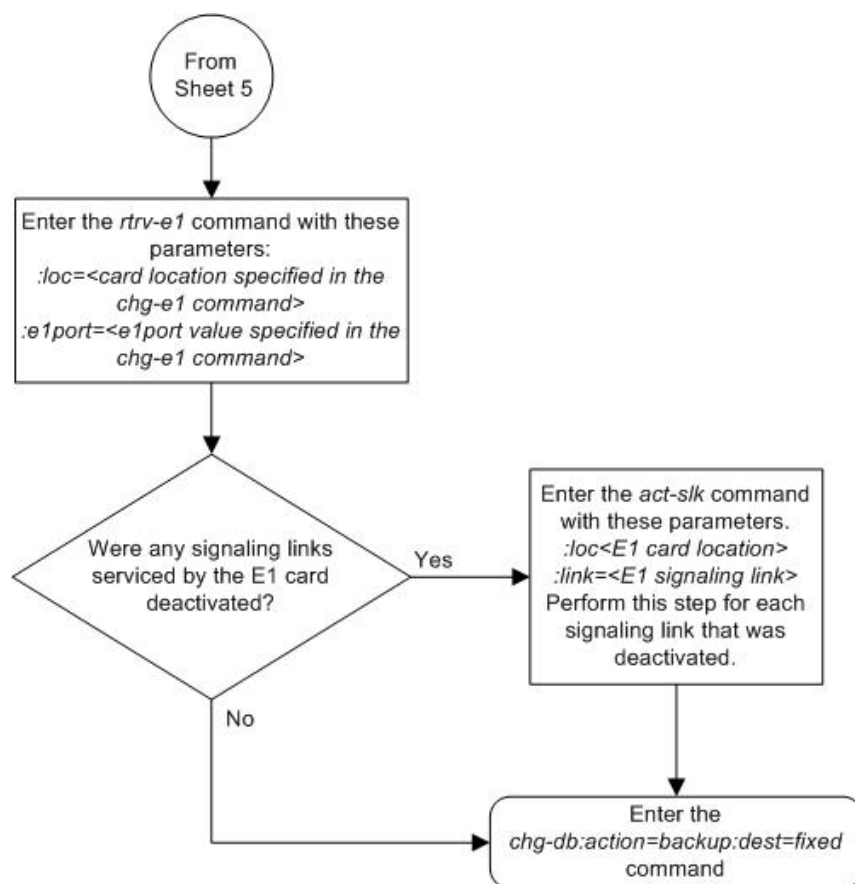 From
Sheet 5
Enter the rtrv-e1 command with these
parameters:
:loc=<card location specified in the
chg-e1 command>
:e1port=<e1port value specified in the
chg-e1 command>
Were any signaling links
serviced by the E1 card
deactivated?
Yes
Enter the act-slk command
with these parameters.
:loc<E1 card location>
:link=<E1 signaling link>
Perform this step for each
signaling link that was
deactivated.
No
Enter the
chg-db:action=backup:dest=fixed
command